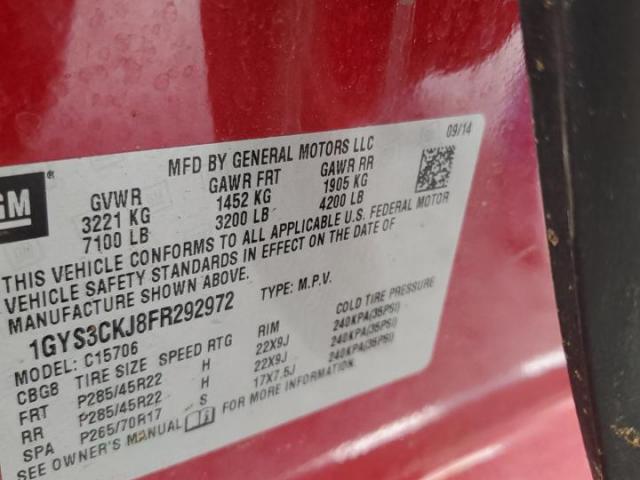 GM
MFD BY GENERAL MOTORS LLC 09/14
GVWR GAWR FRT GAWR RR
3221 KG 1452 KG 1905 KG
7100 LB 3200 LB 4200 LB
THIS VEHICLE CONFORMS TO ALL APPLICABLE U.S. FEDERAL MOTOR
VEHICLE SAFETY STANDARDS IN EFFECT ON THE DATE OF
MANUFACTURE SHOWN ABOVE.
1GYS3CKJ8FR292972 TYPE: M.P.V.
MODEL: C15706
CBGB TIRE SIZE SPEED RTG RIM COLD TIRE PRESSURE
FRT P285/45R22 H 22X9J 240KPA(35PSI)
RR P285/45R22 H 22X9J 240KPA(35PSI)
SPA P265/70R17 S 17X7.5J 240KPA(35PSI)
SEE OWNER'S MANUAL FOR MORE INFORMATION